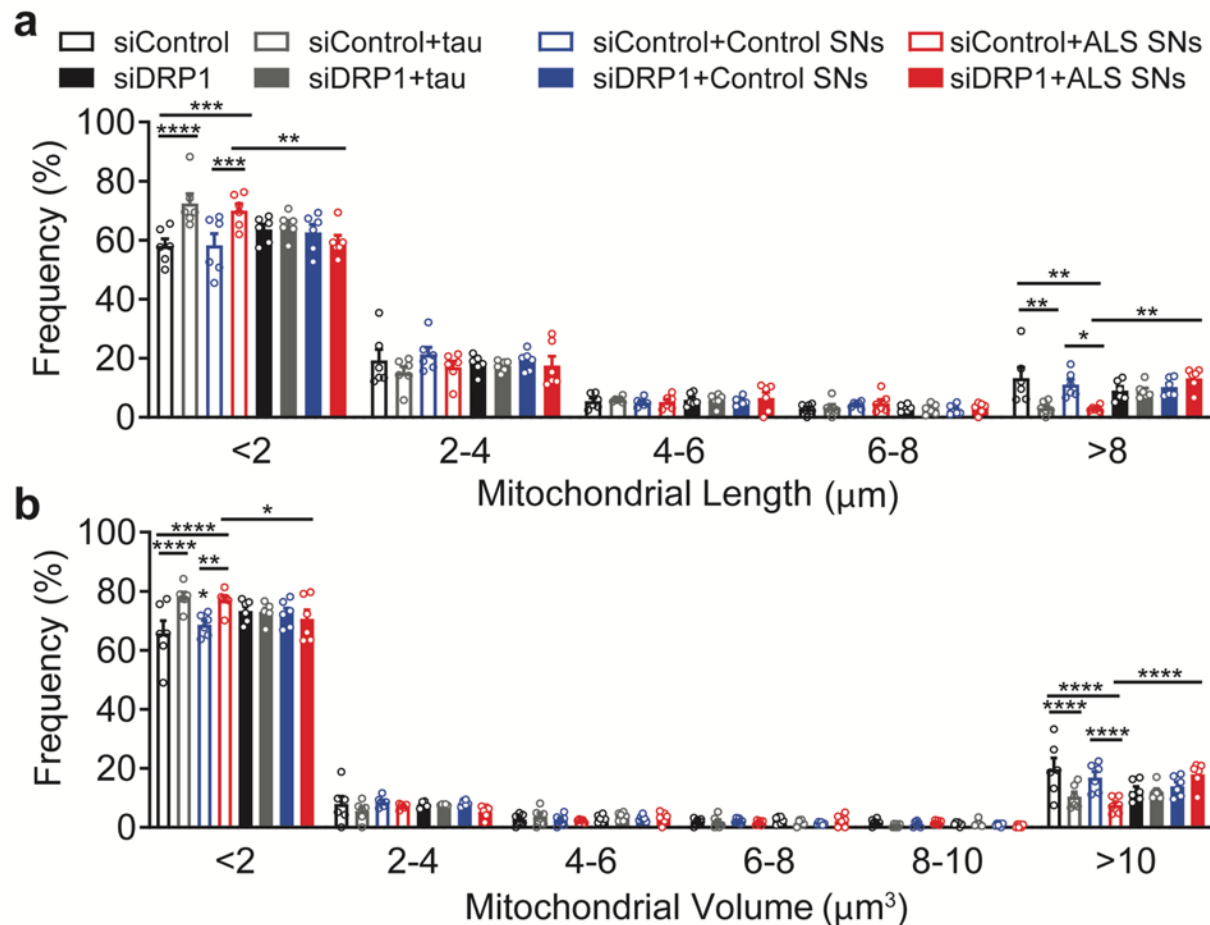 a
siControl siControl+tau siControl+Control SNs siControl+ALS SNs
siDRP1 siDRP1+tau siDRP1+Control SNs siDRP1+ALS SNs
Frequency (%)
100
80
60
40
20
0
*** **** *** **
** ** * **
<2 2-4 4-6 6-8 >8
Mitochondrial Length (µm)
b
Frequency (%)
100
80
60
40
20
0
**** **** ** * *
**** **** **** ****
<2 2-4 4-6 6-8 8-10 >10
Mitochondrial Volume (µm³)